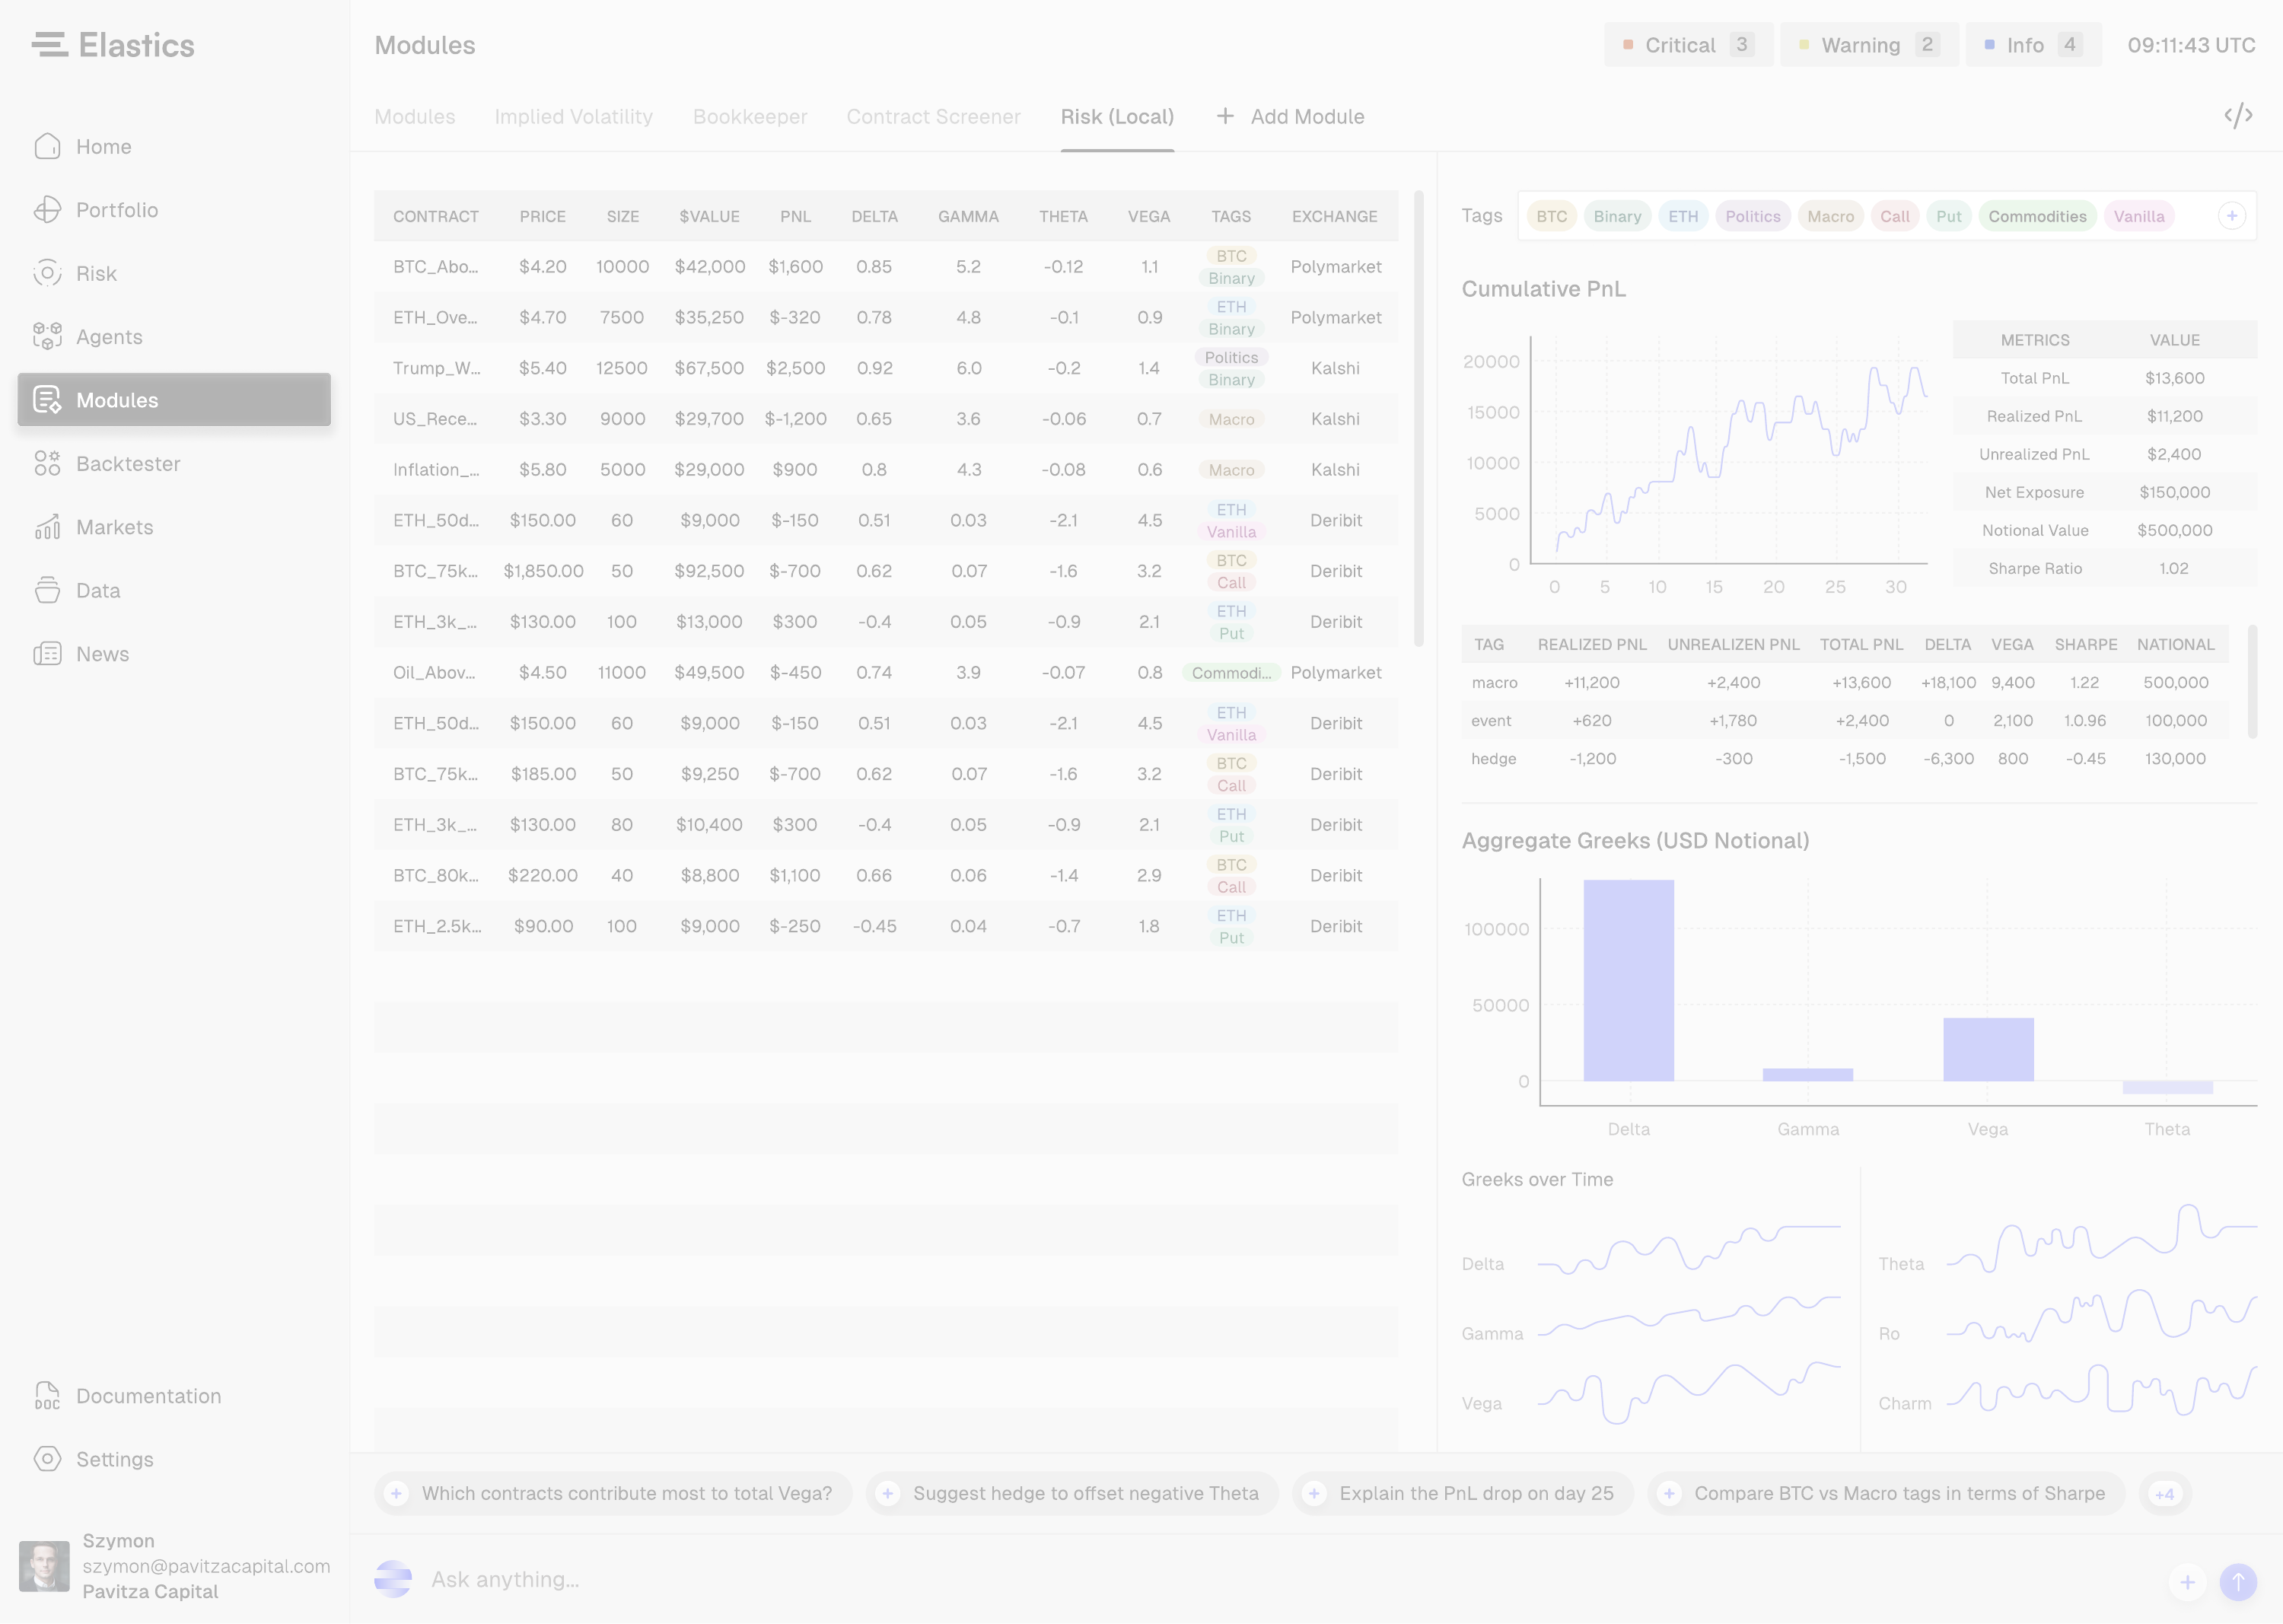 Elastics
Home
Portfolio
Risk
Agents
Modules
Backtester
Markets
Data
News
Documentation
DOC
Settings
Szymon
szymon@pavitzacapital.com
Pavitza Capital
Modules
Critical 3
Warning 2
Info 4
09:11:43 UTC
Modules Implied Volatility Bookkeeper Contract Screener Risk (Local) + Add Module </>
CONTRACT PRICE SIZE $VALUE PNL DELTA GAMMA THETA VEGA TAGS EXCHANGE
BTC_Abo... $4.20 10000 $42,000 $1,600 0.85 5.2 -0.12 1.1 BTC Binary Polymarket
ETH_Ove... $4.70 7500 $35,250 $-320 0.78 4.8 -0.1 0.9 ETH Binary Polymarket
Trump_W... $5.40 12500 $67,500 $2,500 0.92 6.0 -0.2 1.4 Politics Binary Kalshi
US_Rece... $3.30 9000 $29,700 $-1,200 0.65 3.6 -0.06 0.7 Macro Kalshi
Inflation_... $5.80 5000 $29,000 $900 0.8 4.3 -0.08 0.6 Macro Kalshi
ETH_50d... $150.00 60 $9,000 $-150 0.51 0.03 -2.1 4.5 ETH Vanilla Deribit
BTC_75k... $1,850.00 50 $92,500 $-700 0.62 0.07 -1.6 3.2 BTC Call Deribit
ETH_3k_... $130.00 100 $13,000 $300 -0.4 0.05 -0.9 2.1 ETH Put Deribit
Oil_Abov... $4.50 11000 $49,500 $-450 0.74 3.9 -0.07 0.8 Commodi... Polymarket
ETH_50d... $150.00 60 $9,000 $-150 0.51 0.03 -2.1 4.5 ETH Vanilla Deribit
BTC_75k... $185.00 50 $9,250 $-700 0.62 0.07 -1.6 3.2 BTC Call Deribit
ETH_3k_... $130.00 80 $10,400 $300 -0.4 0.05 -0.9 2.1 ETH Put Deribit
BTC_80k... $220.00 40 $8,800 $1,100 0.66 0.06 -1.4 2.9 BTC Call Deribit
ETH_2.5k... $90.00 100 $9,000 $-250 -0.45 0.04 -0.7 1.8 ETH Put Deribit
Tags BTC Binary ETH Politics Macro Call Put Commodities Vanilla +
Cumulative PnL
20000
15000
10000
5000
0
0 5 10 15 20 25 30
METRICS VALUE
Total PnL $13,600
Realized PnL $11,200
Unrealized PnL $2,400
Net Exposure $150,000
Notional Value $500,000
Sharpe Ratio 1.02
TAG REALIZED PNL UNREALIZEN PNL TOTAL PNL DELTA VEGA SHARPE NATIONAL
macro +11,200 +2,400 +13,600 +18,100 9,400 1.22 500,000
event +620 +1,780 +2,400 0 2,100 1.0.96 100,000
hedge -1,200 -300 -1,500 -6,300 800 -0.45 130,000
Aggregate Greeks (USD Notional)
100000
50000
0
Delta Gamma Vega Theta
Greeks over Time
Delta
Gamma
Vega
Theta
Ro
Charm
+ Which contracts contribute most to total Vega?
+ Suggest hedge to offset negative Theta
+ Explain the PnL drop on day 25
+ Compare BTC vs Macro tags in terms of Sharpe
+4
Ask anything...
+